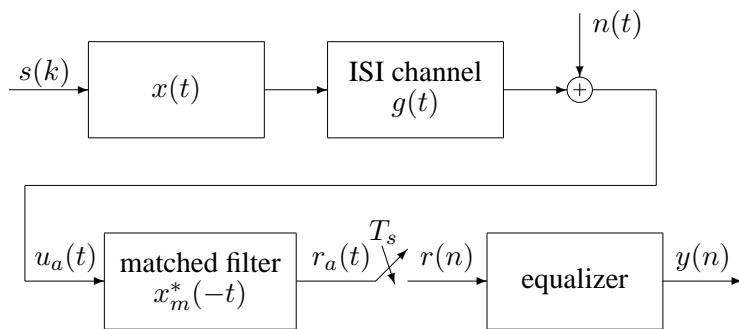 n(t)
s(k)
x(t)
ISI channel
g(t)
+
u_a(t)
matched filter
x_m^*(-t)
r_a(t)
T_s
r(n)
equalizer
y(n)